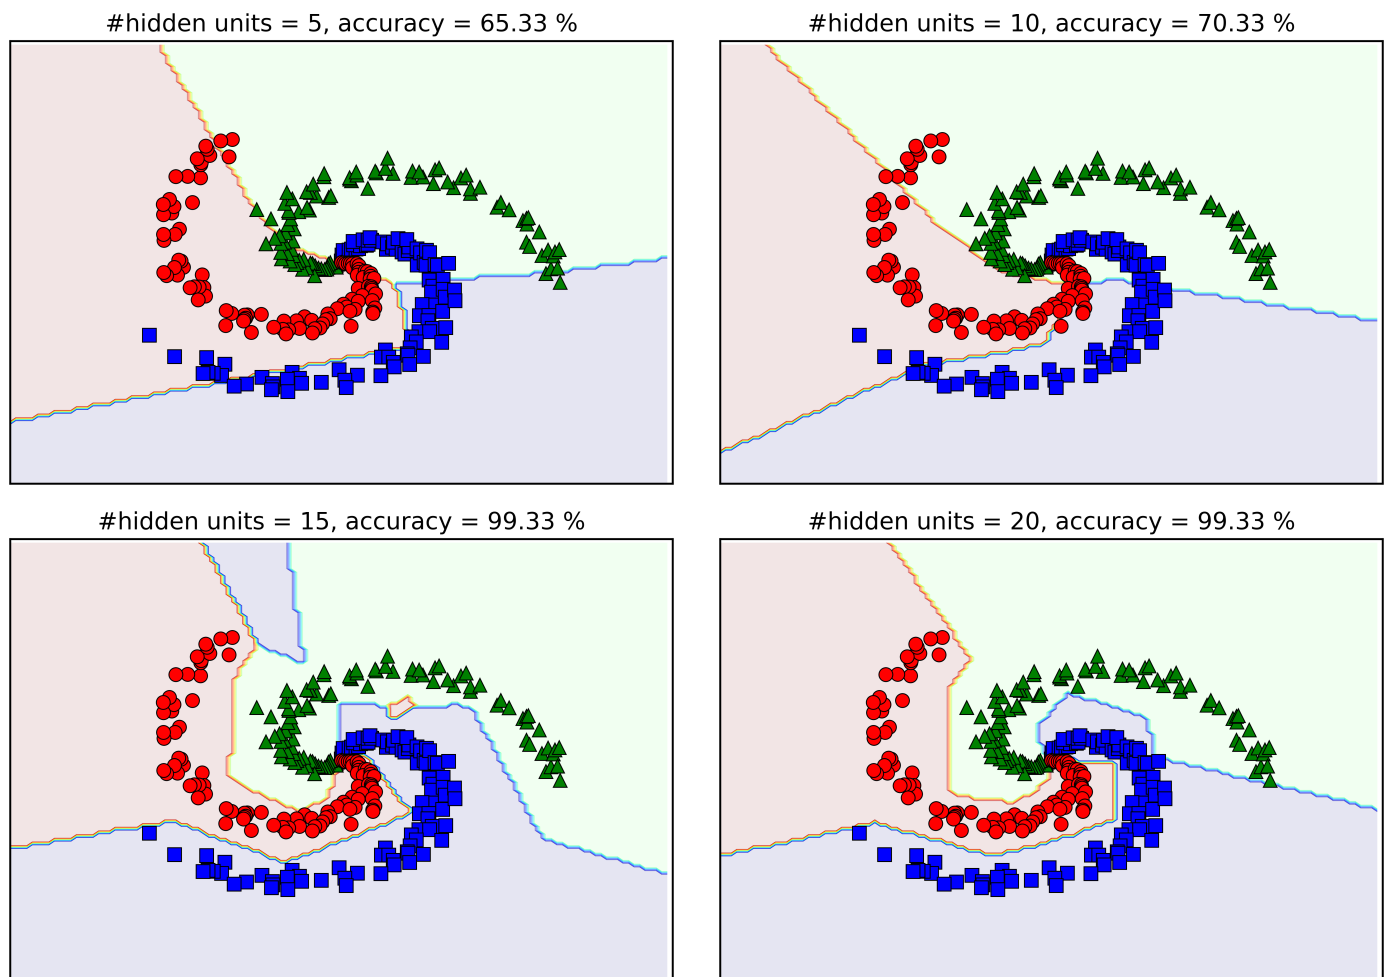 #hidden units = 5, accuracy = 65.33 %
#hidden units = 10, accuracy = 70.33 %
#hidden units = 15, accuracy = 99.33 %
#hidden units = 20, accuracy = 99.33 %